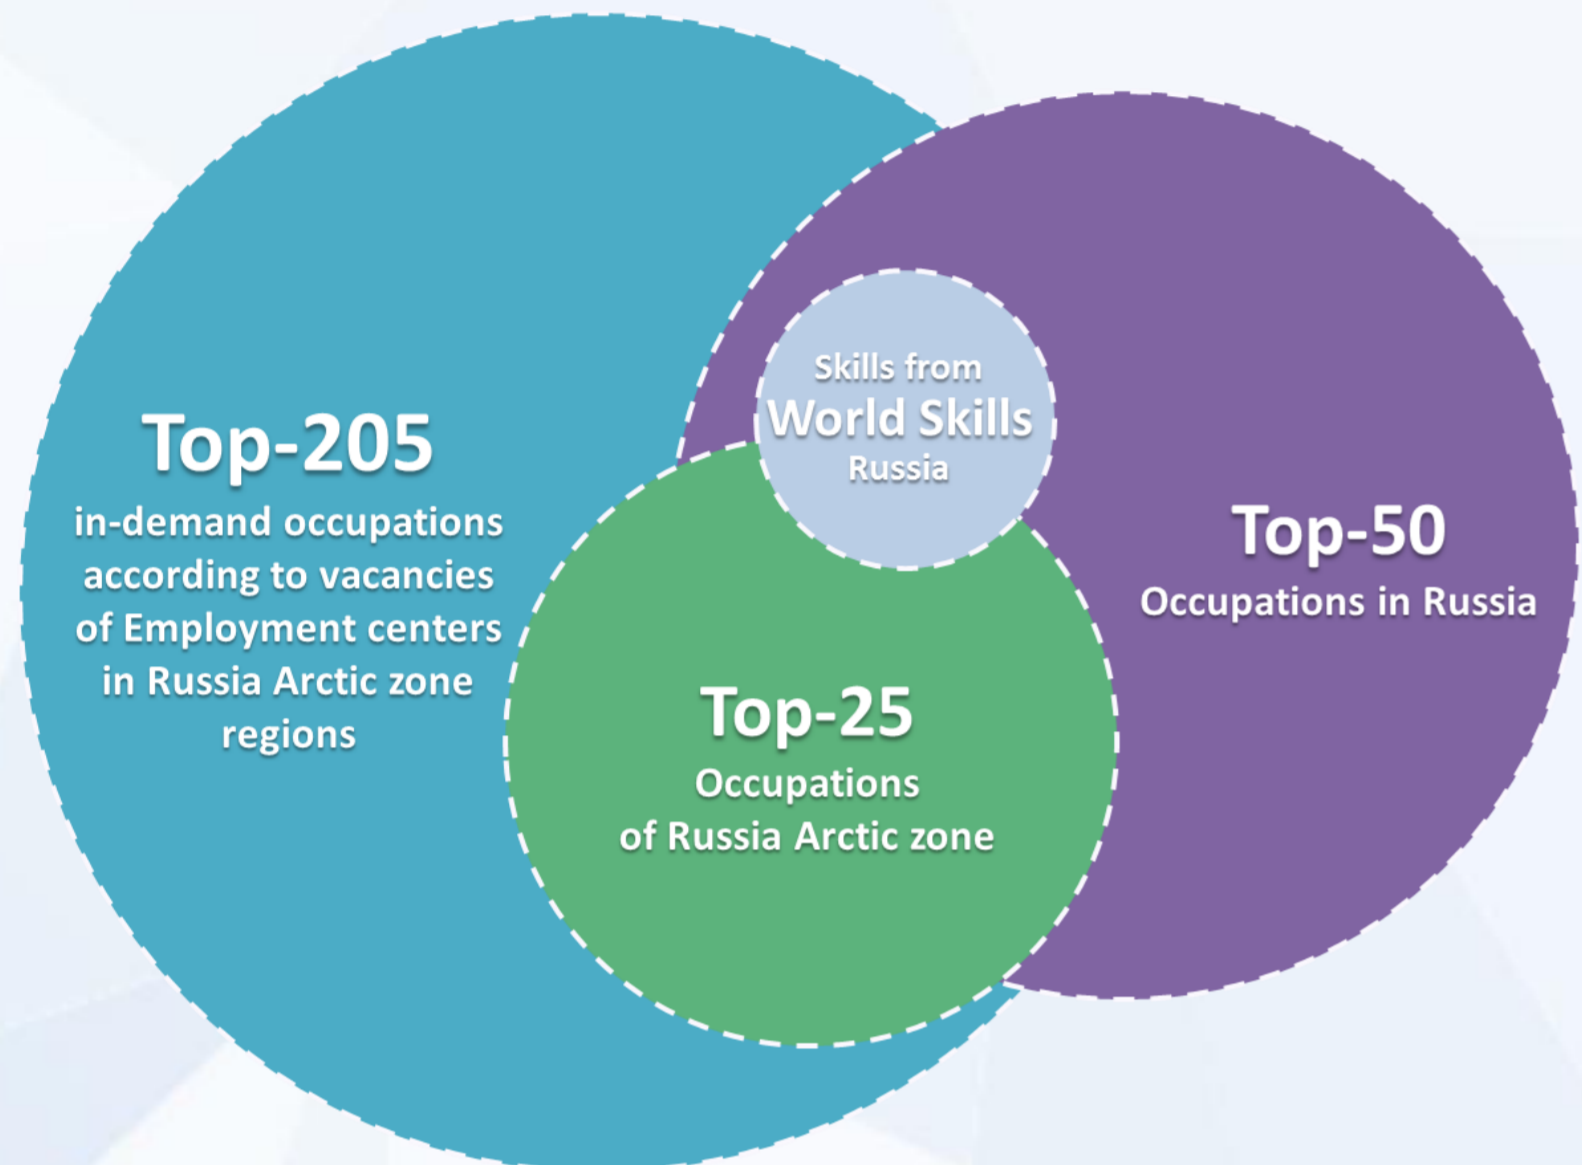 Top-205
in-demand occupations
according to vacancies
of Employment centers
in Russia Arctic zone
regions
Skills from
World Skills
Russia
Top-50
Occupations in Russia
Top-25
Occupations
of Russia Arctic zone